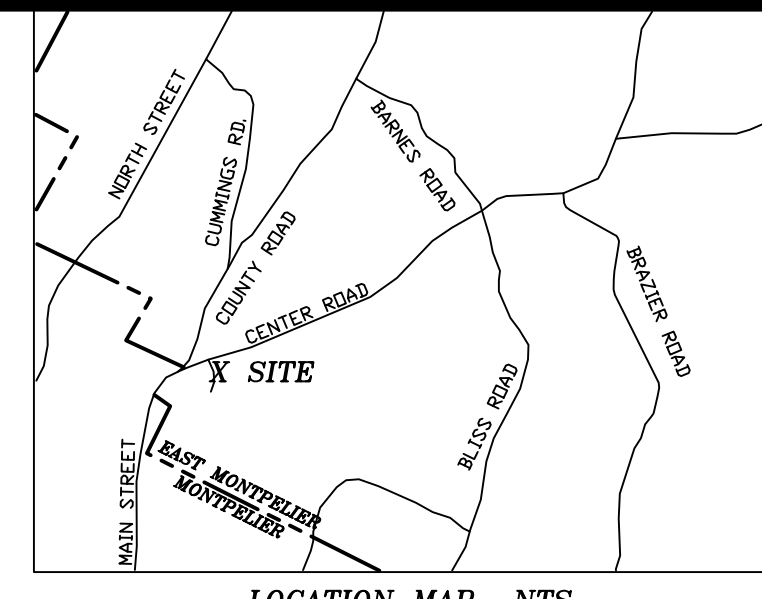 NORTH STREET
CUMMINGS RD.
COUNTY ROAD
BARNES ROAD
CENTER ROAD
BRAZIER ROAD
X SITE
BLISS ROAD
MAIN STREET
EAST MONTPELIER
MONTPELIER
LOCATION MAP - NTS